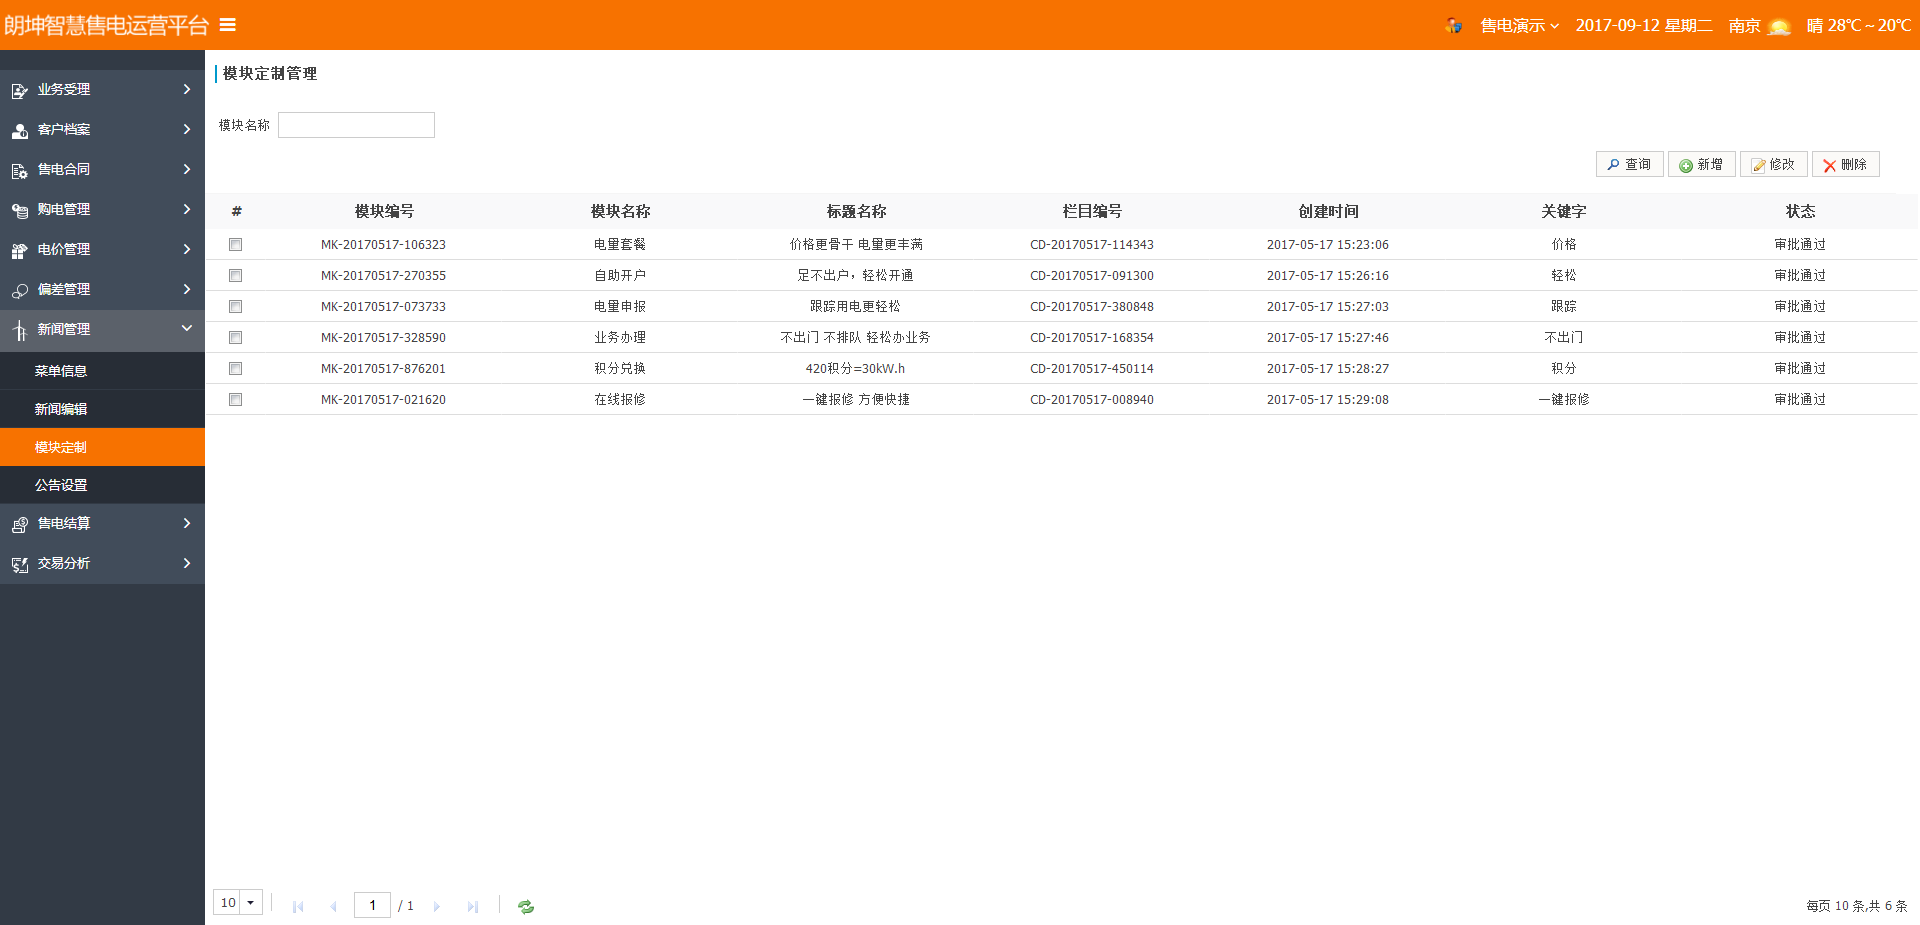 朗坤智慧售电运营平台
售电演示 2017-09-12 星期二 南京 晴 28℃～20℃
业务受理
客户档案
售电合同
购电管理
电价管理
偏差管理
新闻管理
菜单信息
新闻编辑
模块定制
公告设置
售电结算
交易分析
模块定制管理
模块名称
查询 新增 修改 删除
# 模块编号 模块名称 标题名称 栏目编号 创建时间 关键字 状态
MK-20170517-106323 电量套餐 价格更骨干 电量更丰满 CD-20170517-114343 2017-05-17 15:23:06 价格 审批通过
MK-20170517-270355 自助开户 足不出户，轻松开通 CD-20170517-091300 2017-05-17 15:26:16 轻松 审批通过
MK-20170517-073733 电量申报 跟踪用电更轻松 CD-20170517-380848 2017-05-17 15:27:03 跟踪 审批通过
MK-20170517-328590 业务办理 不出门 不排队 轻松办业务 CD-20170517-168354 2017-05-17 15:27:46 不出门 审批通过
MK-20170517-876201 积分兑换 420积分=30kW.h CD-20170517-450114 2017-05-17 15:28:27 积分 审批通过
MK-20170517-021620 在线报修 一键报修 方便快捷 CD-20170517-008940 2017-05-17 15:29:08 一键报修 审批通过
10 1 / 1 每页 10 条,共 6 条